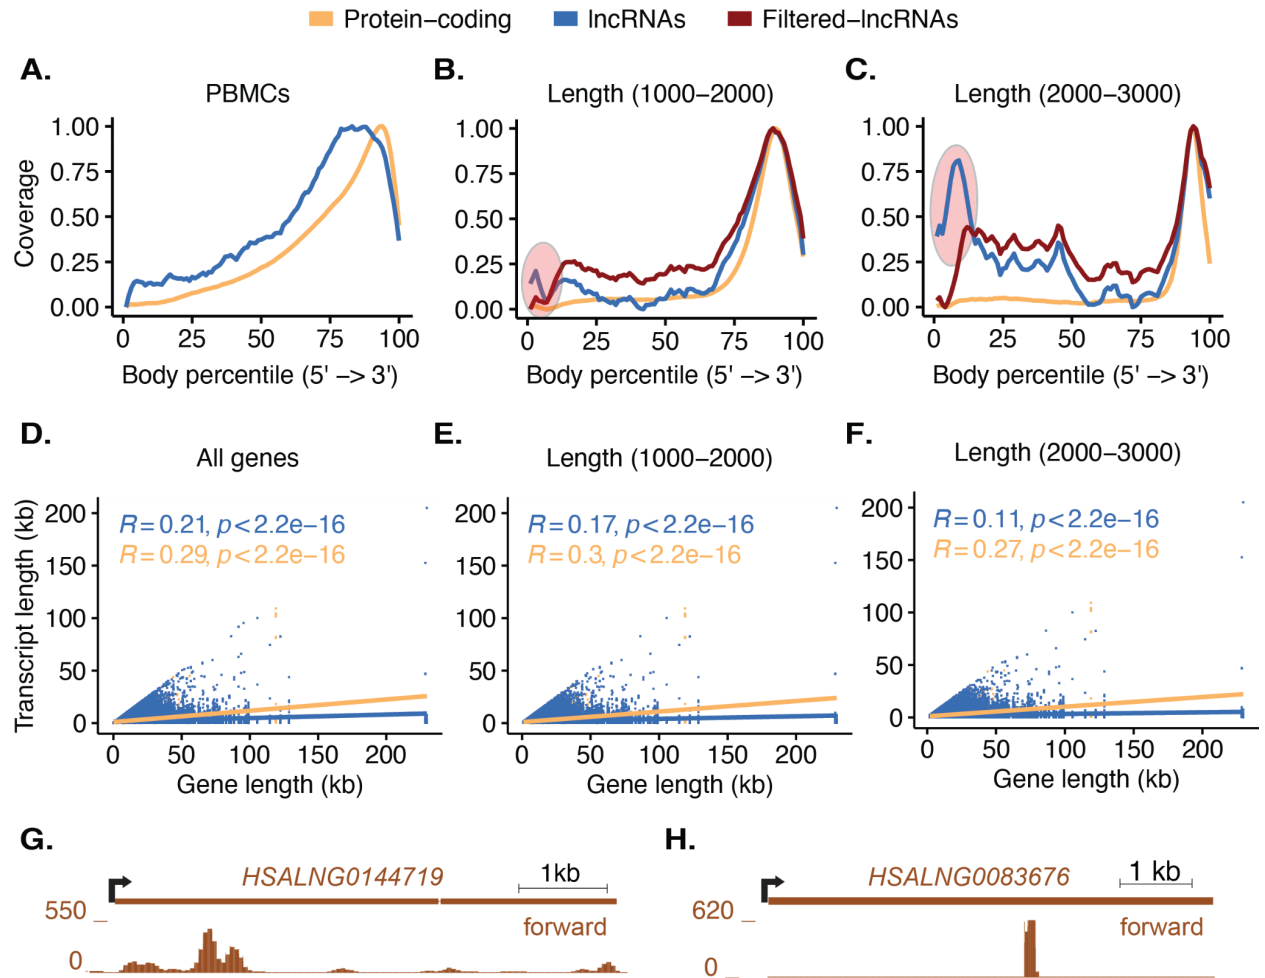 Protein−coding lncRNAs Filtered−lncRNAs
A. B. C.
PBMCs Length (1000−2000) Length (2000−3000)
Coverage
1.00 0.75 0.50 0.25 0.00
0 25 50 75 100
Body percentile (5' −> 3')
1.00 0.75 0.50 0.25 0.00
0 25 50 75 100
Body percentile (5' −> 3')
1.00 0.75 0.50 0.25 0.00
0 25 50 75 100
Body percentile (5' −> 3')
D. E. F.
All genes Length (1000−2000) Length (2000−3000)
Transcript length (kb)
200 150 100 50 0
R = 0.21, p < 2.2e−16
R = 0.29, p < 2.2e−16
0 50 100 150 200
Gene length (kb)
200 150 100 50 0
R = 0.17, p < 2.2e−16
R = 0.3, p < 2.2e−16
0 50 100 150 200
Gene length (kb)
200 150 100 50 0
R = 0.11, p < 2.2e−16
R = 0.27, p < 2.2e−16
0 50 100 150 200
Gene length (kb)
G.
HSALNG0144719 1kb
550 forward
0
H.
HSALNG0083676 1 kb
620 forward
0